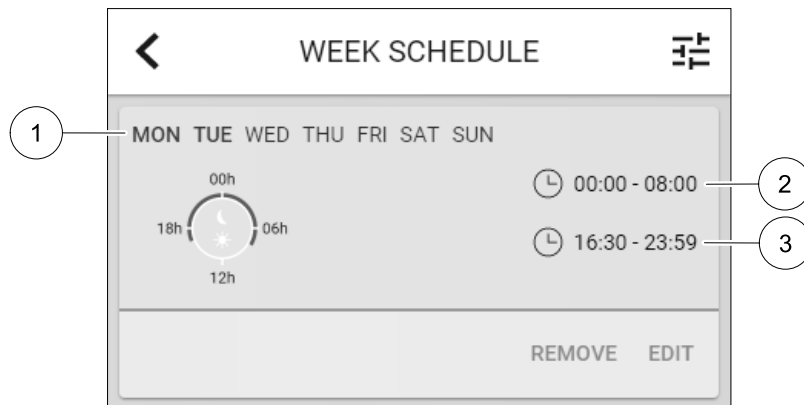 WEEK SCHEDULE
1
MON TUE WED THU FRI SAT SUN
00h
18h
06h
12h
00:00 - 08:00
2
16:30 - 23:59
3
REMOVE EDIT